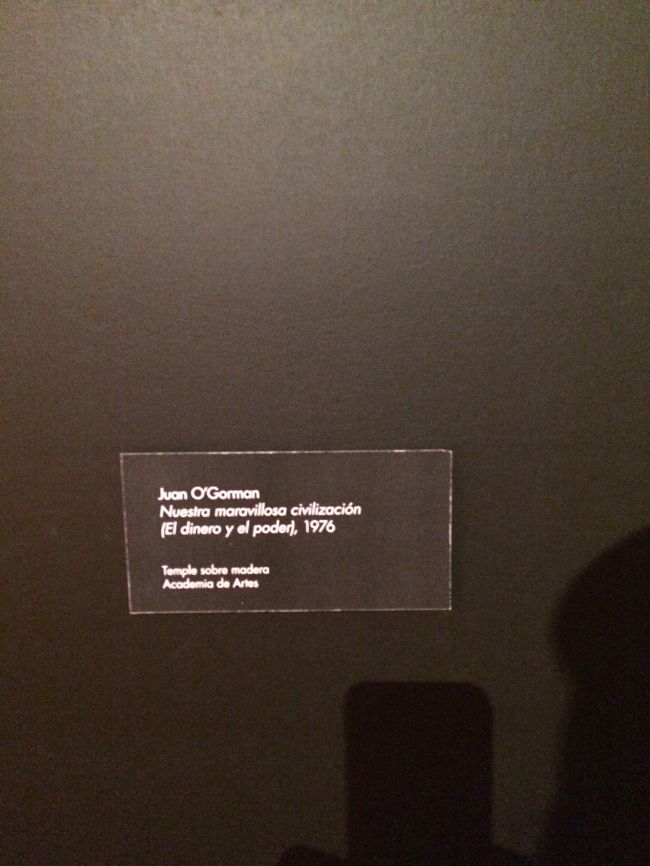 Juan O'Gorman
Nuestra maravillosa civilización
(El dinero y el poder), 1976
Temple sobre madera
Academia de Artes